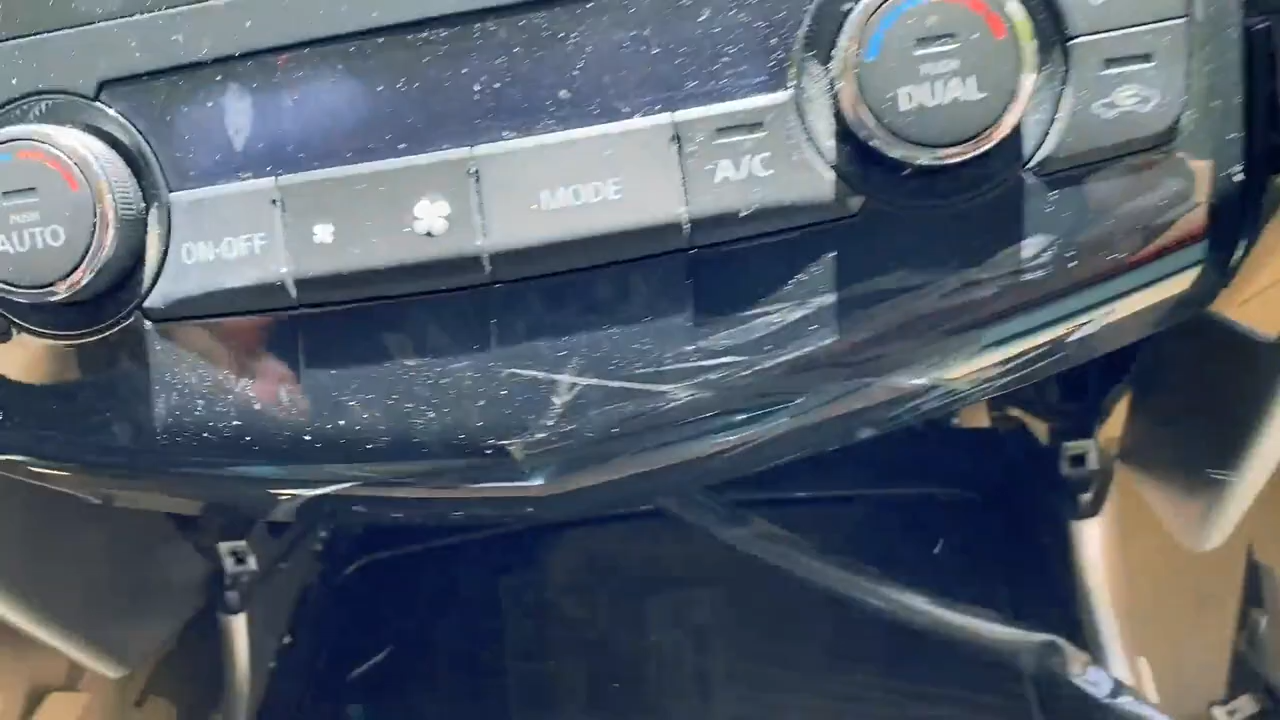 PUSH
AUTO
ON·OFF
MODE
A/C
PUSH
DUAL